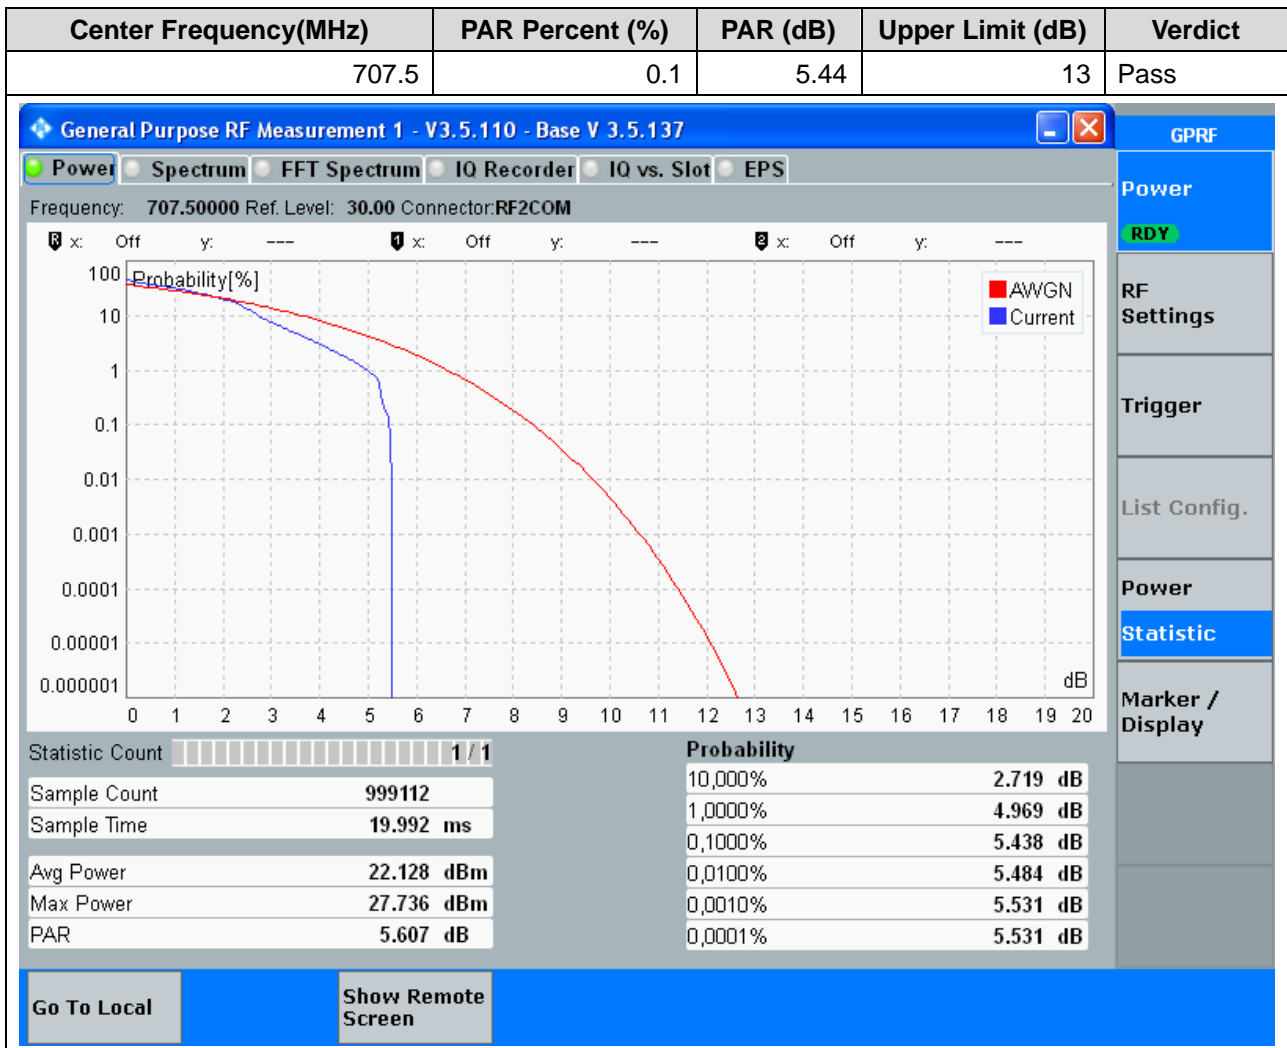 Center Frequency(MHz) PAR Percent (%) PAR (dB) Upper Limit (dB) Verdict
707.5 0.1 5.44 13 Pass
General Purpose RF Measurement 1 - V3.5.110 - Base V 3.5.137
GPRF
Power Spectrum FFT Spectrum IQ Recorder IQ vs. Slot EPS
Power
RDY
Frequency: 707.50000 Ref. Level: 30.00 Connector:RF2COM
R x: Off y: --- 1 x: Off y: --- 2 x: Off y: ---
Probability[%]
AWGN
Current
100
10
1
0.1
0.01
0.001
0.0001
0.00001
0.000001
dB
0 1 2 3 4 5 6 7 8 9 10 11 12 13 14 15 16 17 18 19 20
RF
Settings
Trigger
List Config.
Power
Statistic
Marker /
Display
Statistic Count 1 / 1
Sample Count 999112
Sample Time 19.992 ms
Avg Power 22.128 dBm
Max Power 27.736 dBm
PAR 5.607 dB
Probability
10,000% 2.719 dB
1,0000% 4.969 dB
0,1000% 5.438 dB
0,0100% 5.484 dB
0,0010% 5.531 dB
0,0001% 5.531 dB
Go To Local
Show Remote
Screen